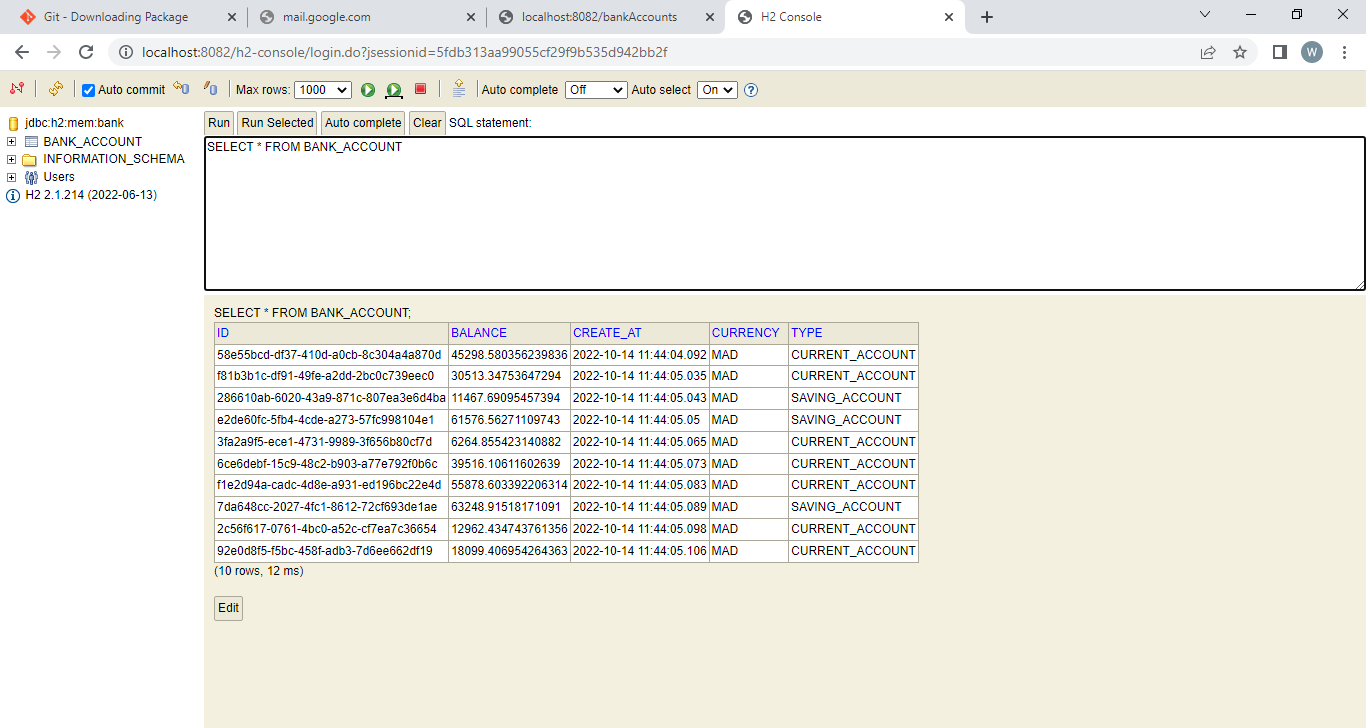 Git - Downloading Package mail.google.com localhost:8082/bankAccounts H2 Console
localhost:8082/h2-console/login.do?jsessionid=5fdb313aa99055cf29f9b535d942bb2f W
Auto commit Max rows: 1000 Auto complete Off Auto select On ?
jdbc:h2:mem:bank
BANK_ACCOUNT
INFORMATION_SCHEMA
Users
H2 2.1.214 (2022-06-13)
Run Run Selected Auto complete Clear SQL statement:
SELECT * FROM BANK_ACCOUNT
SELECT * FROM BANK_ACCOUNT;
ID BALANCE CREATE_AT CURRENCY TYPE
58e55bcd-df37-410d-a0cb-8c304a4a870d 45298.580356239836 2022-10-14 11:44:04.092 MAD CURRENT_ACCOUNT
f81b3b1c-df91-49fe-a2dd-2bc0c739eec0 30513.34753647294 2022-10-14 11:44:05.035 MAD CURRENT_ACCOUNT
286610ab-6020-43a9-871c-807ea3e6d4ba 11467.69095457394 2022-10-14 11:44:05.043 MAD SAVING_ACCOUNT
e2de60fc-5fb4-4cde-a273-57fc998104e1 61576.56271109743 2022-10-14 11:44:05.05 MAD SAVING_ACCOUNT
3fa2a9f5-ece1-4731-9989-3f656b80cf7d 6264.855423140882 2022-10-14 11:44:05.065 MAD CURRENT_ACCOUNT
6ce6debf-15c9-48c2-b903-a77e792f0b6c 39516.10611602639 2022-10-14 11:44:05.073 MAD CURRENT_ACCOUNT
f1e2d94a-cadc-4d8e-a931-ed196bc22e4d 55878.603392206314 2022-10-14 11:44:05.083 MAD CURRENT_ACCOUNT
7da648cc-2027-4fc1-8612-72cf693de1ae 63248.91518171091 2022-10-14 11:44:05.089 MAD SAVING_ACCOUNT
2c56f617-0761-4bc0-a52c-cf7ea7c36654 12962.434743761356 2022-10-14 11:44:05.098 MAD CURRENT_ACCOUNT
92e0d8f5-f5bc-458f-adb3-7d6ee662df19 18099.406954264363 2022-10-14 11:44:05.106 MAD CURRENT_ACCOUNT
(10 rows, 12 ms)
Edit